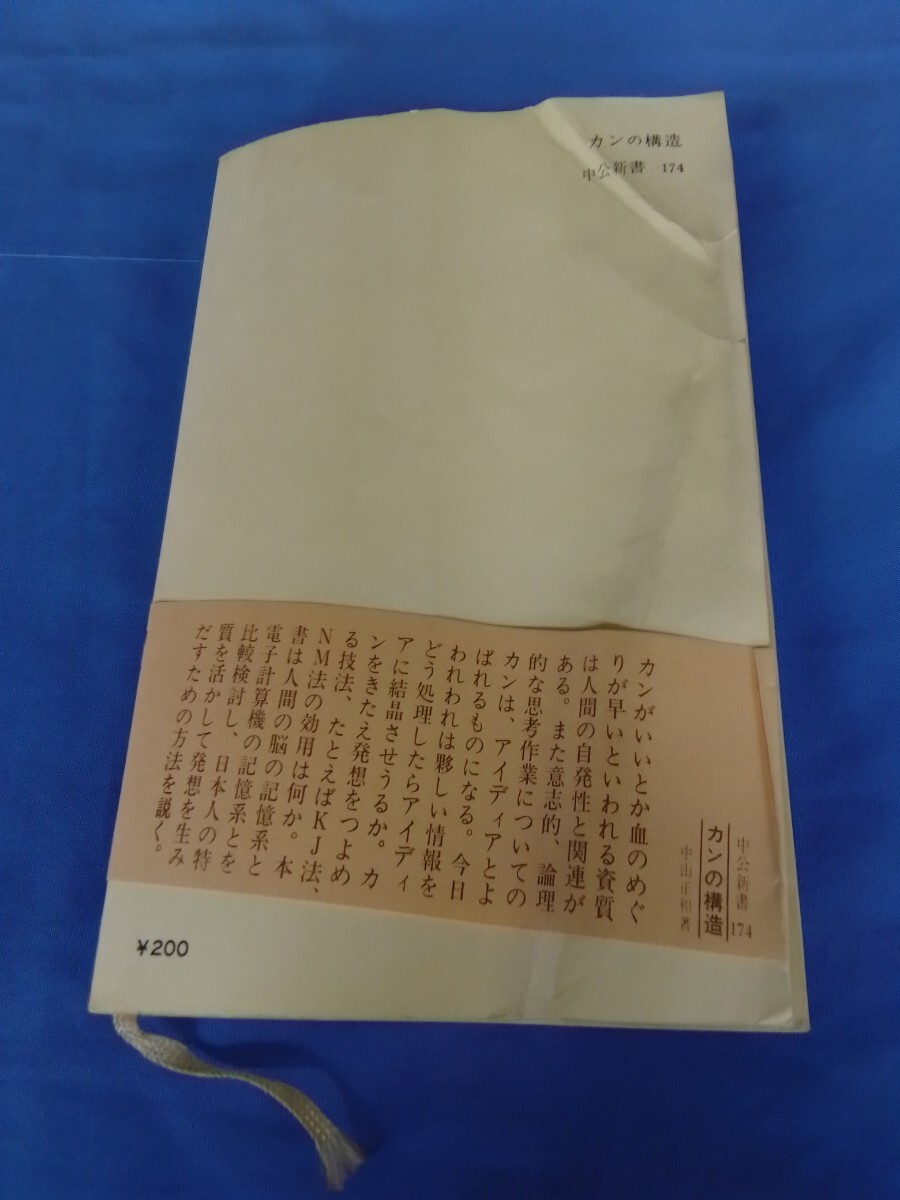 カンの構造
中公新書 174
カンがいいとか血のめぐ
りが早いといわれる資質
は人間の自発性と関連が
ある。また意志的、論理
的な思考作業についての
カンは、アイディアとよ
ばれるものになる。今日
われわれは夥しい情報を
どう処理したらアイディ
アに結晶させうるか。カ
ンをきたえ発想をつよめ
る技法、たとえばKJ法、
NM法の効用は何か。本
書は人間の脳の記憶系と
電子計算機の記憶系とを
比較検討し、日本人の特
質を活かして発想を生み
だすための方法を説く。
中公新書 174
カンの構造
中山正和著
¥200